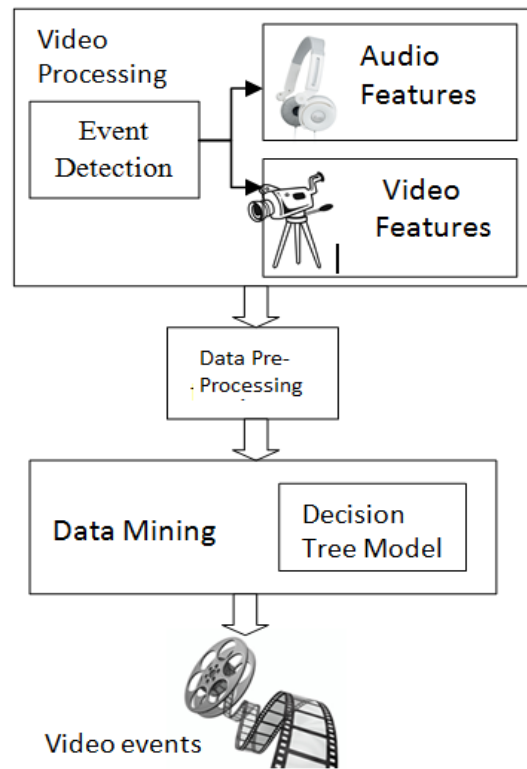 Video
Processing
Event
Detection
Audio
Features
Video
Features
Data Pre-
Processing
Data Mining
Decision
Tree Model
Video events